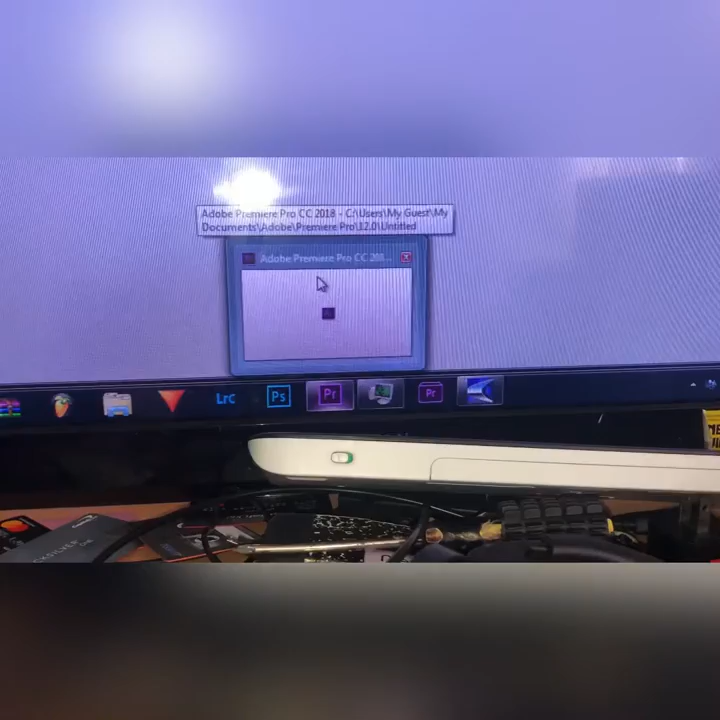 Adobe Premiere Pro CC 2018 - C:\Users\My Guest\My
Documents\Adobe\Premiere Pro\12.0\Untitled
Adobe Premiere Pro CC 201...
LrC
Ps
Pr
Pr